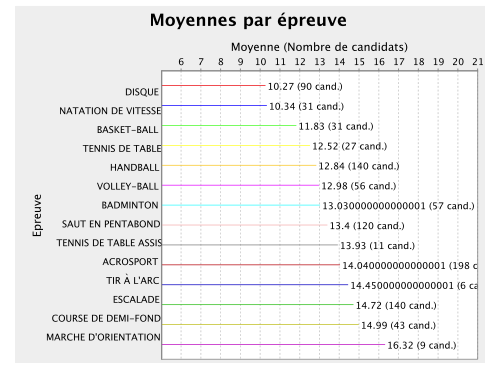 Moyennes par épreuve
Moyenne (Nombre de candidats)
6 7 8 9 10 11 12 13 14 15 16 17 18 19 20 21
Epreuve
DISQUE 10.27 (90 cand.)
NATATION DE VITESSE 10.34 (31 cand.)
BASKET-BALL 11.83 (31 cand.)
TENNIS DE TABLE 12.52 (27 cand.)
HANDBALL 12.84 (140 cand.)
VOLLEY-BALL 12.98 (56 cand.)
BADMINTON 13.030000000000001 (57 cand.)
SAUT EN PENTABOND 13.4 (120 cand.)
TENNIS DE TABLE ASSIS 13.93 (11 cand.)
ACROSPORT 14.040000000000001 (198 c
TIR À L'ARC 14.450000000000001 (6 ca
ESCALADE 14.72 (140 cand.)
COURSE DE DEMI-FOND 14.99 (43 cand.)
MARCHE D'ORIENTATION 16.32 (9 cand.)